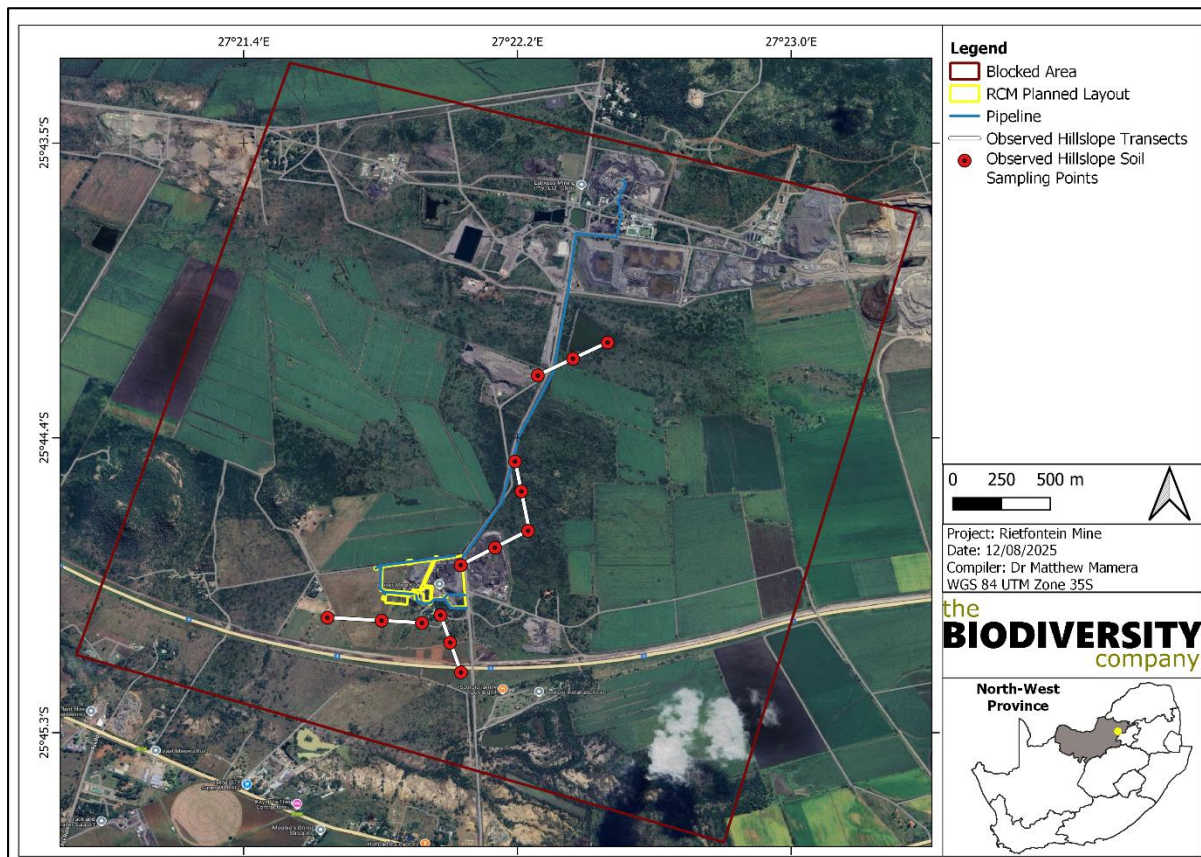 27°21.4'E
27°22.2'E
27°23.0'E
25°43.5'S
25°44.4'S
25°45.3'S
Legend
Blocked Area
RCM Planned Layout
Pipeline
Observed Hillslope Transects
Observed Hillslope Soil
Sampling Points
0 250 500 m
Project: Rietfontein Mine
Date: 12/08/2025
Compiler: Dr Matthew Mamera
WGS 84 UTM Zone 35S
the
BIODIVERSITY
company
North-West
Province